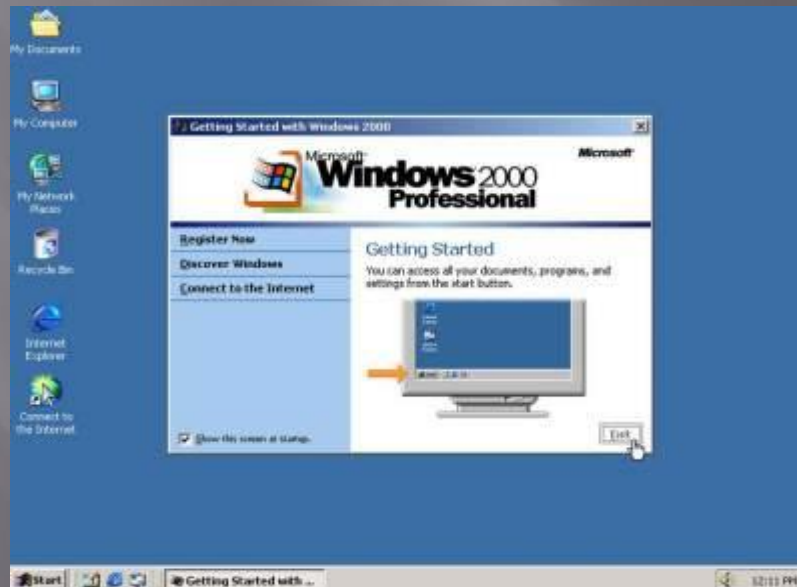 My Documents
My Computer
My Network
Places
Recycle Bin
Internet
Explorer
Connect to
the Internet
Getting Started with Windows 2000
Microsoft
Windows 2000
Professional
Microsoft
Register Now
Discover Windows
Connect to the Internet
Getting Started
You can access all your documents, programs, and
settings from the start button.
Show this screen at startup.
Exit
Start
Getting Started with ...
12:11 PM